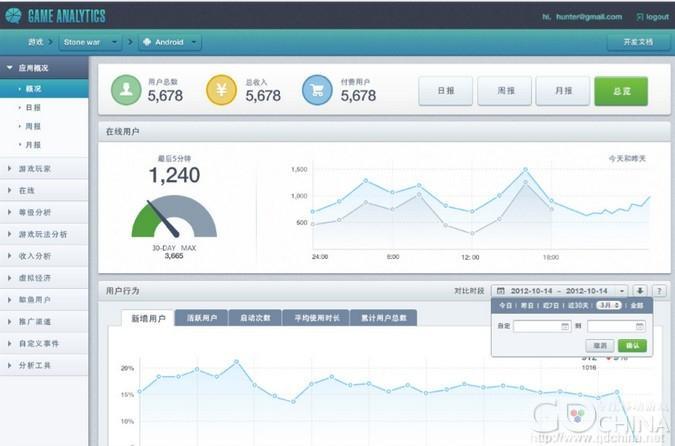 GAME ANALYTICS
hi, hunter@gmail.com logout
游戏 Stone war Android 开发文档
应用概况
概况
日报
周报
月报
游戏玩家
在线
等级分析
游戏玩法分析
收入分析
虚拟经济
鲸鱼用户
推广渠道
自定义事件
分析工具
用户总数
5,678
总收入
5,678
付费用户
5,678
日报 周报 月报 总览
在线用户
最后5分钟
1,240
30-DAY MAX
3,665
今天和昨天
1,500
1,000
500
24:00 6:00 12:00 18:00
用户行为
对比时段 2012-10-14 - 2012-10-14 ?
今日 昨日 近7日 近30天 3月 全部
自定 到
取消 确认
新增用户 活跃用户 启动次数 平均使用时长 累计用户总数
1016
20%
15%
10%
GD CHINA
http://www.gdchina.net